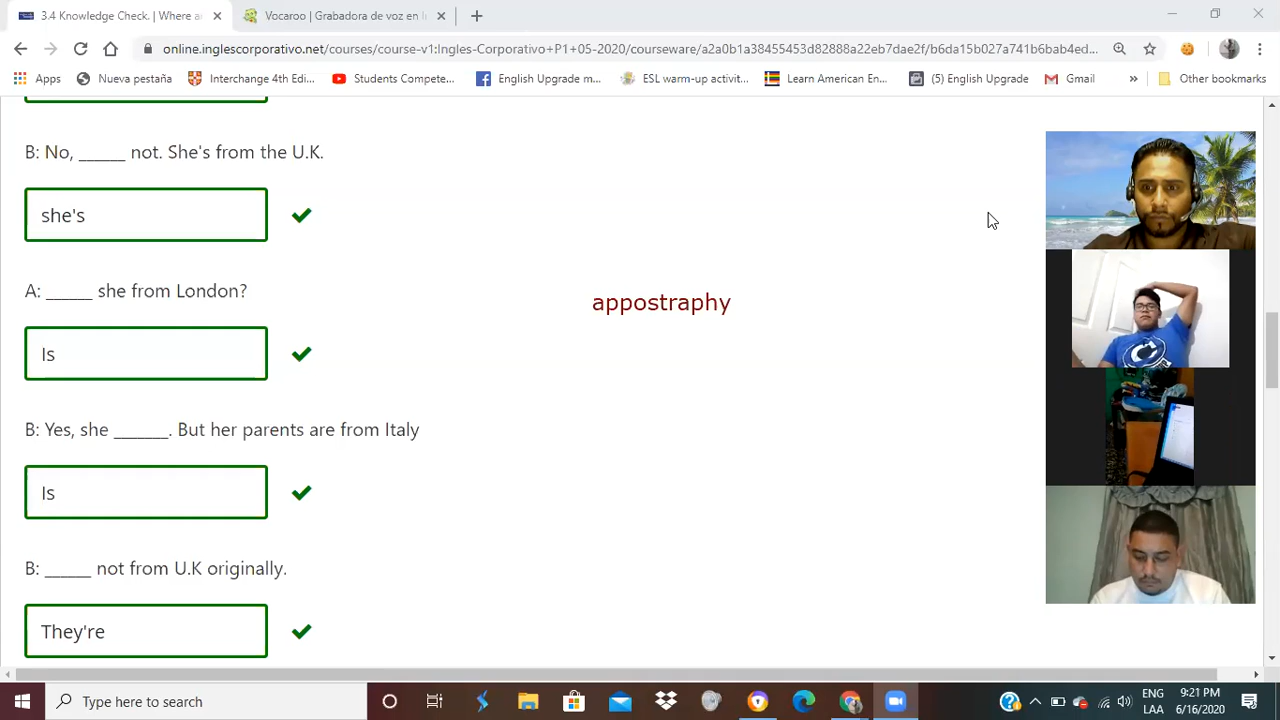 3.4 Knowledge Check. | Where a
Vocaroo | Grabadora de voz en l
online.inglescorporativo.net/courses/course-v1:Ingles-Corporativo+P1+05-2020/courseware/a2a0b1a38455453d82888a22eb7dae2f/b6da15b027a741b6bab4ed...
Apps
Nueva pestaña
Interchange 4th Edi...
Students Compete...
English Upgrade m...
ESL warm-up activit...
Learn American En...
(5) English Upgrade
Gmail
»
Other bookmarks
B: No, ______ not. She's from the U.K.
she's
A: ______ she from London?
appostraphy
Is
B: Yes, she _______. But her parents are from Italy
Is
B: ______ not from U.K originally.
They're
Type here to search
ENG
LAA
9:21 PM
6/16/2020